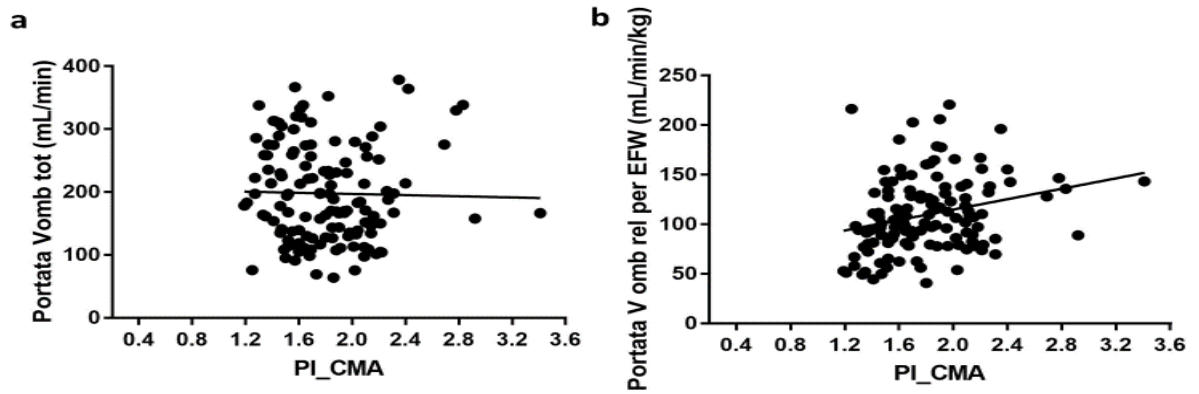 a
Portata Vomb tot (mL/min)
400
300
200
100
0
0.4 0.8 1.2 1.6 2.0 2.4 2.8 3.2 3.6
PI_CMA
b
Portata V omb rel per EFW (mL/min/kg)
250
200
150
100
50
0
0.4 0.8 1.2 1.6 2.0 2.4 2.8 3.2 3.6
PI_CMA